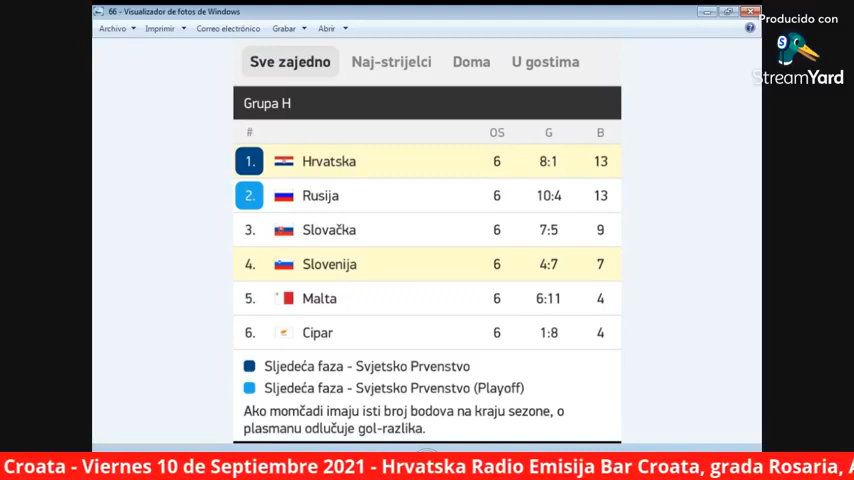 66 - Visualizador de fotos de Windows
Archivo Imprimir Correo electrónico Grabar Abrir
Producido con
S
StreamYard
Sve zajedno Naj-strijelci Doma U gostima
Grupa H
# OS G B
1. Hrvatska 6 8:1 13
2. Rusija 6 10:4 13
3. Slovačka 6 7:5 9
4. Slovenija 6 4:7 7
5. Malta 6 6:11 4
6. Cipar 6 1:8 4
Sljedeća faza - Svjetsko Prvenstvo
Sljedeća faza - Svjetsko Prvenstvo (Playoff)
Ako momčadi imaju isti broj bodova na kraju sezone, o
plasmanu odlučuje gol-razlika.
Croata - Viernes 10 de Septiembre 2021 - Hrvatska Radio Emisija Bar Croata, grada Rosaria, A